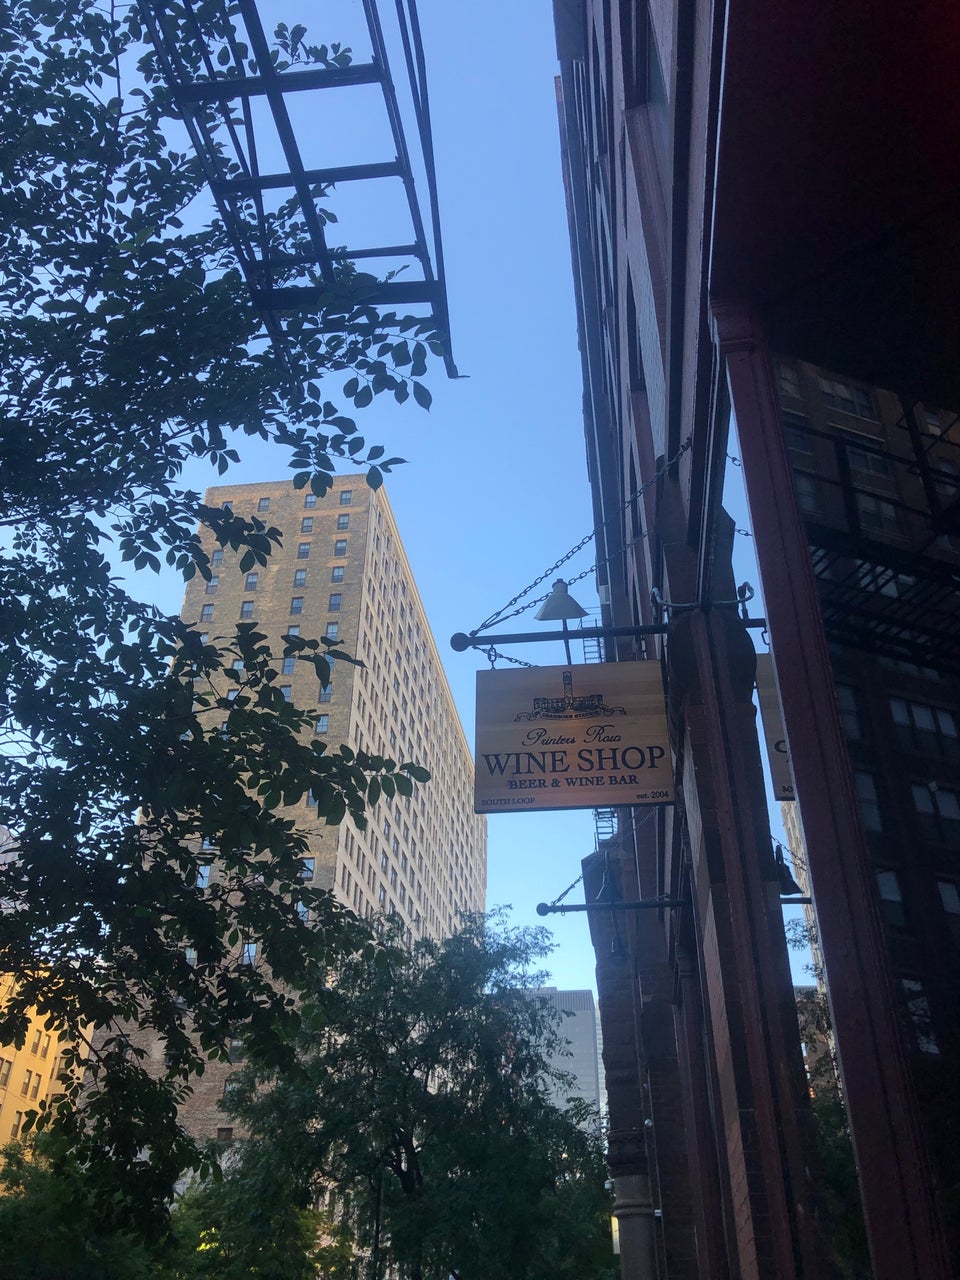 DEARBORN STATION
Printers Row
WINE SHOP
BEER & WINE BAR
SOUTH LOOP est. 2004